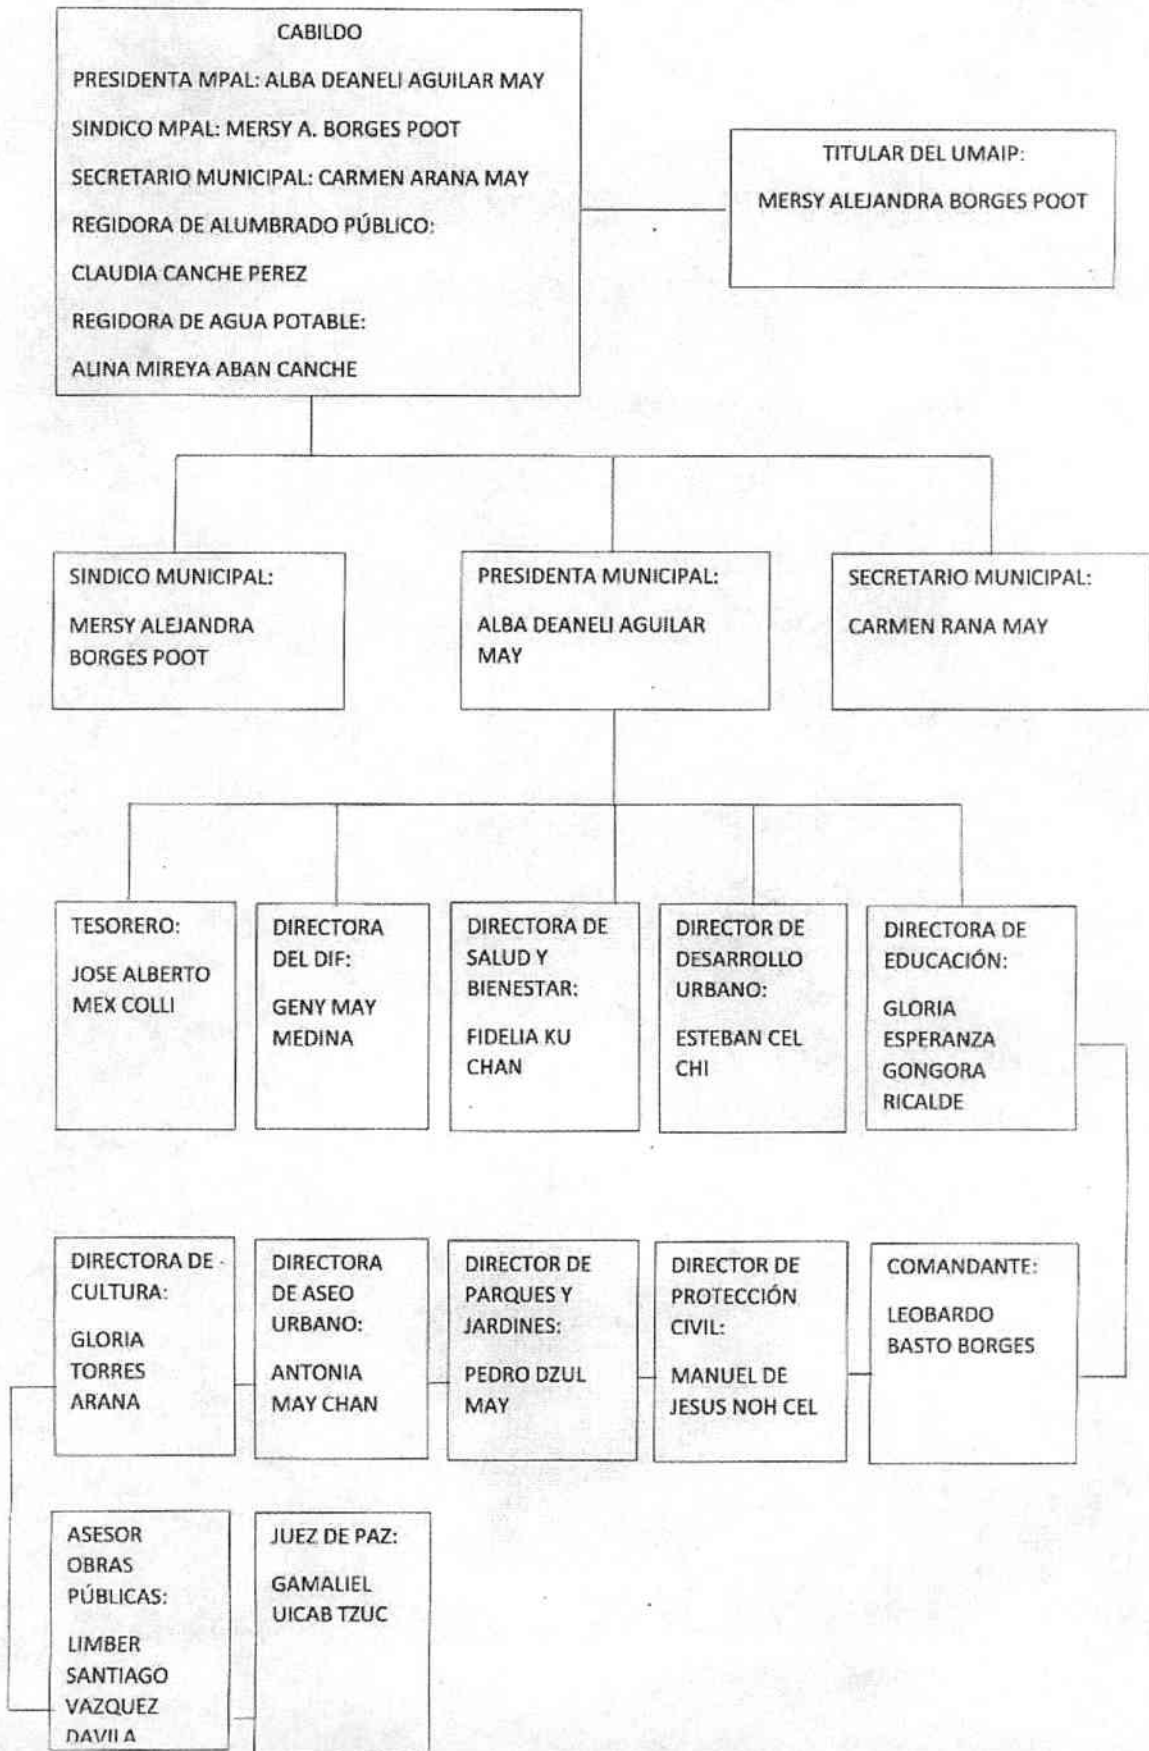 CABILDO
PRESIDENTA MPAL: ALBA DEANELI AGUILAR MAY
SINDICO MPAL: MERSY A. BORGES POOT
SECRETARIO MUNICIPAL: CARMEN ARANA MAY
REGIDORA DE ALUMBRADO PÚBLICO:
CLAUDIA CANCHE PEREZ
REGIDORA DE AGUA POTABLE:
ALINA MIREYA ABAN CANCHE
TITULAR DEL UMAIP:
MERSY ALEJANDRA BORGES POOT
SINDICO MUNICIPAL:
MERSY ALEJANDRA
BORGES POOT
PRESIDENTA MUNICIPAL:
ALBA DEANELI AGUILAR
MAY
SECRETARIO MUNICIPAL:
CARMEN RANA MAY
TESORERO:
JOSE ALBERTO
MEX COLLI
DIRECTORA
DEL DIF:
GENY MAY
MEDINA
DIRECTORA DE
SALUD Y
BIENESTAR:
FIDELIA KU
CHAN
DIRECTOR DE
DESARROLLO
URBANO:
ESTEBAN CEL
CHI
DIRECTORA DE
EDUCACIÓN:
GLORIA
ESPERANZA
GONGORA
RICALDE
DIRECTORA DE
CULTURA:
GLORIA
TORRES
ARANA
DIRECTORA
DE ASEO
URBANO:
ANTONIA
MAY CHAN
DIRECTOR DE
PARQUES Y
JARDINES:
PEDRO DZUL
MAY
DIRECTOR DE
PROTECCIÓN
CIVIL:
MANUEL DE
JESUS NOH CEL
COMANDANTE:
LEOBARDO
BASTO BORGES
ASESOR
OBRAS
PÚBLICAS:
LIMBER
SANTIAGO
VAZQUEZ
DAVILA
JUEZ DE PAZ:
GAMALIEL
UICAB TZUC